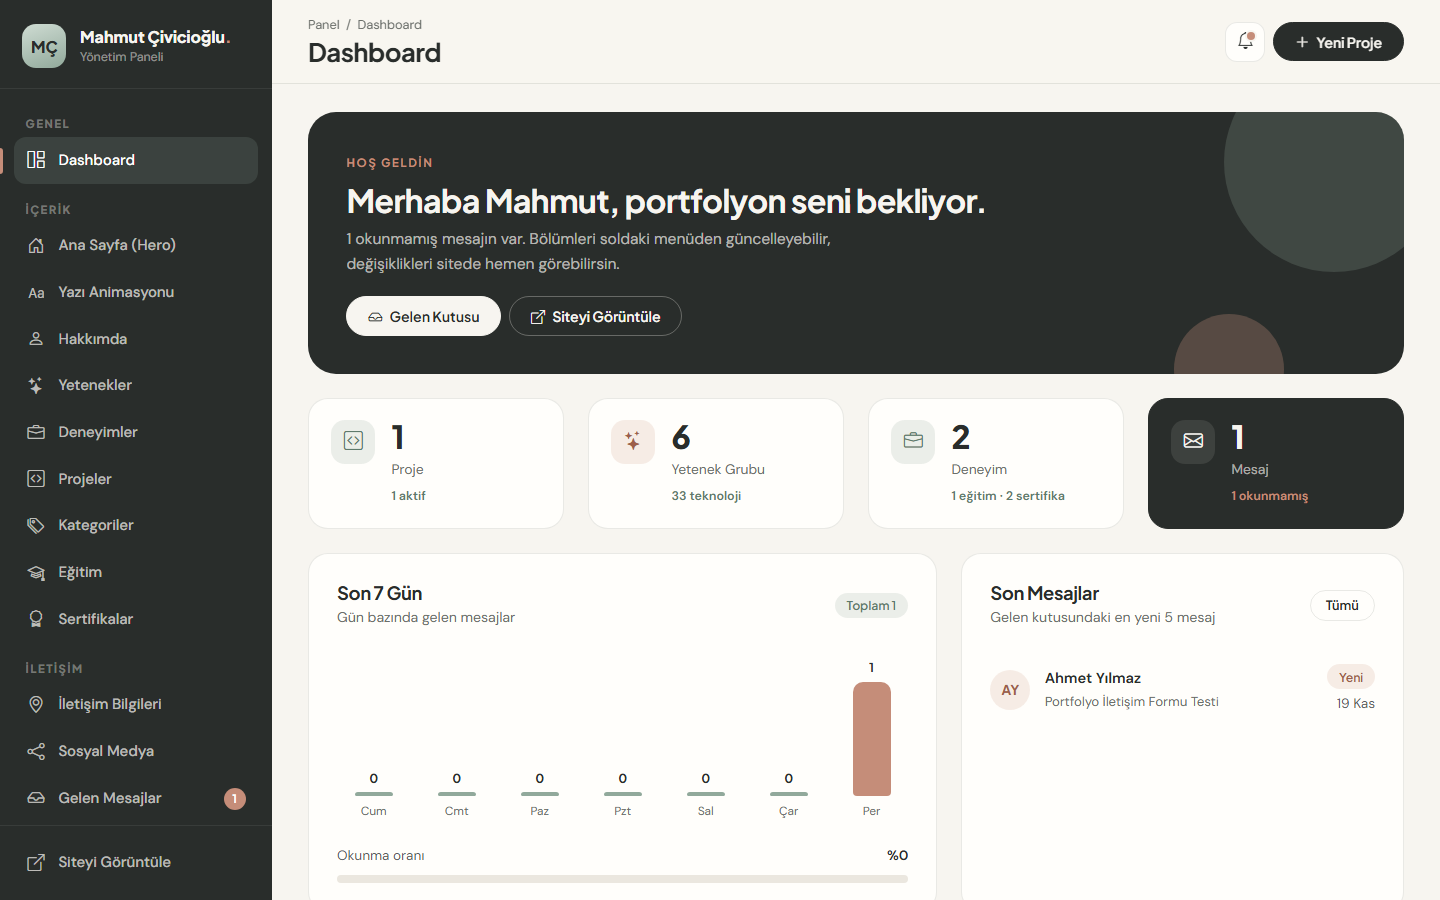 MÇ
Mahmut Çivicioğlu.
Yönetim Paneli
GENEL
Dashboard
İÇERİK
Ana Sayfa (Hero)
Aa Yazı Animasyonu
Hakkımda
Yetenekler
Deneyimler
Projeler
Kategoriler
Eğitim
Sertifikalar
İLETİŞİM
İletişim Bilgileri
Sosyal Medya
Gelen Mesajlar 1
Siteyi Görüntüle
Panel / Dashboard
Dashboard
Yeni Proje
HOŞ GELDİN
Merhaba Mahmut, portfolyon seni bekliyor.
1 okunmamış mesajın var. Bölümleri soldaki menüden güncelleyebilir,
değişiklikleri sitede hemen görebilirsin.
Gelen Kutusu
Siteyi Görüntüle
1
Proje
1 aktif
6
Yetenek Grubu
33 teknoloji
2
Deneyim
1 eğitim · 2 sertifika
1
Mesaj
1 okunmamış
Son 7 Gün
Gün bazında gelen mesajlar
Toplam 1
0 0 0 0 0 0 1
Cum Cmt Paz Pzt Sal Çar Per
Okunma oranı %0
Son Mesajlar
Gelen kutusundaki en yeni 5 mesaj
Tümü
AY
Ahmet Yılmaz
Portfolyo İletişim Formu Testi
Yeni
19 Kas